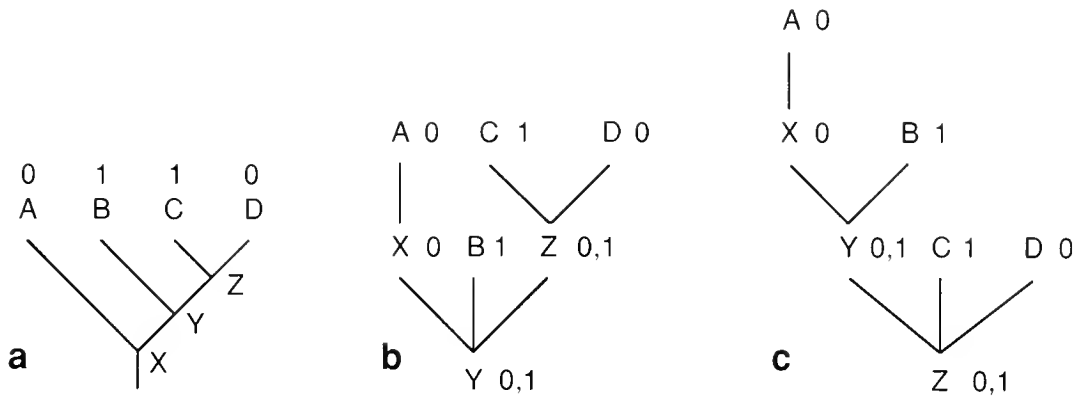 0 1 1 0
A B C D
Z
Y
X
a
A 0 C 1 D 0
X 0 B 1 Z 0,1
Y 0,1
b
A 0
X 0 B 1
Y 0,1 C 1 D 0
Z 0,1
c